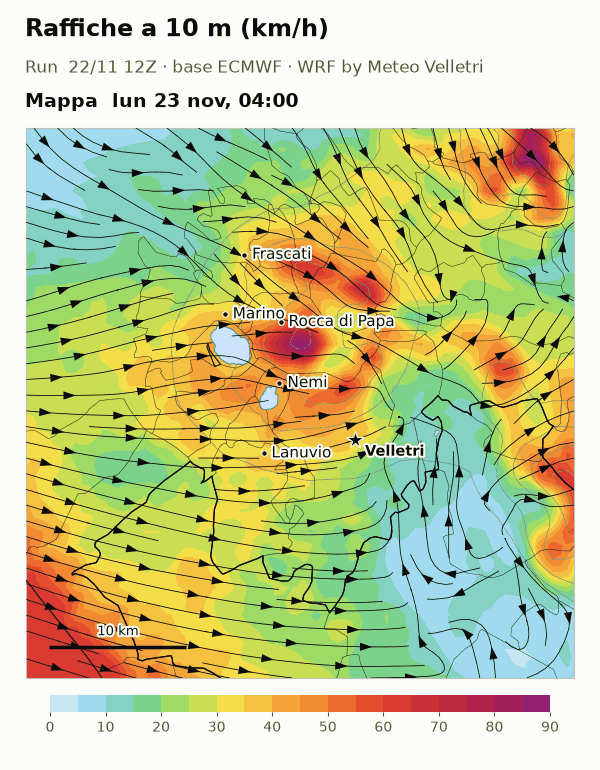 Raffiche a 10 m (km/h)
Run  22/11 12Z · base ECMWF · WRF by Meteo Velletri
Mappa  lun 23 nov, 04:00
Frascati
Marino
Rocca di Papa
Nemi
Velletri
Lanuvio
10 km
0 10 20 30 40 50 60 70 80 90